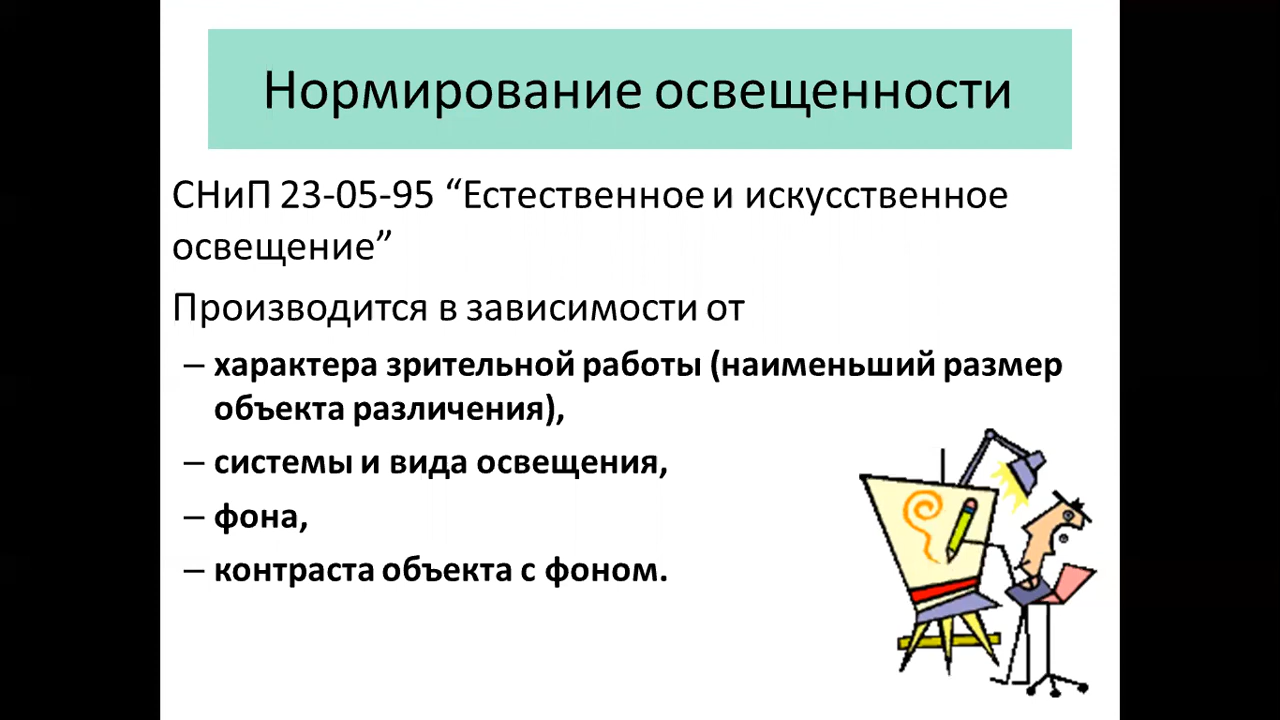 Нормирование освещенности
СНиП 23-05-95 “Естественное и искусственное
освещение”
Производится в зависимости от
– характера зрительной работы (наименьший размер
объекта различения),
– системы и вида освещения,
– фона,
– контраста объекта с фоном.